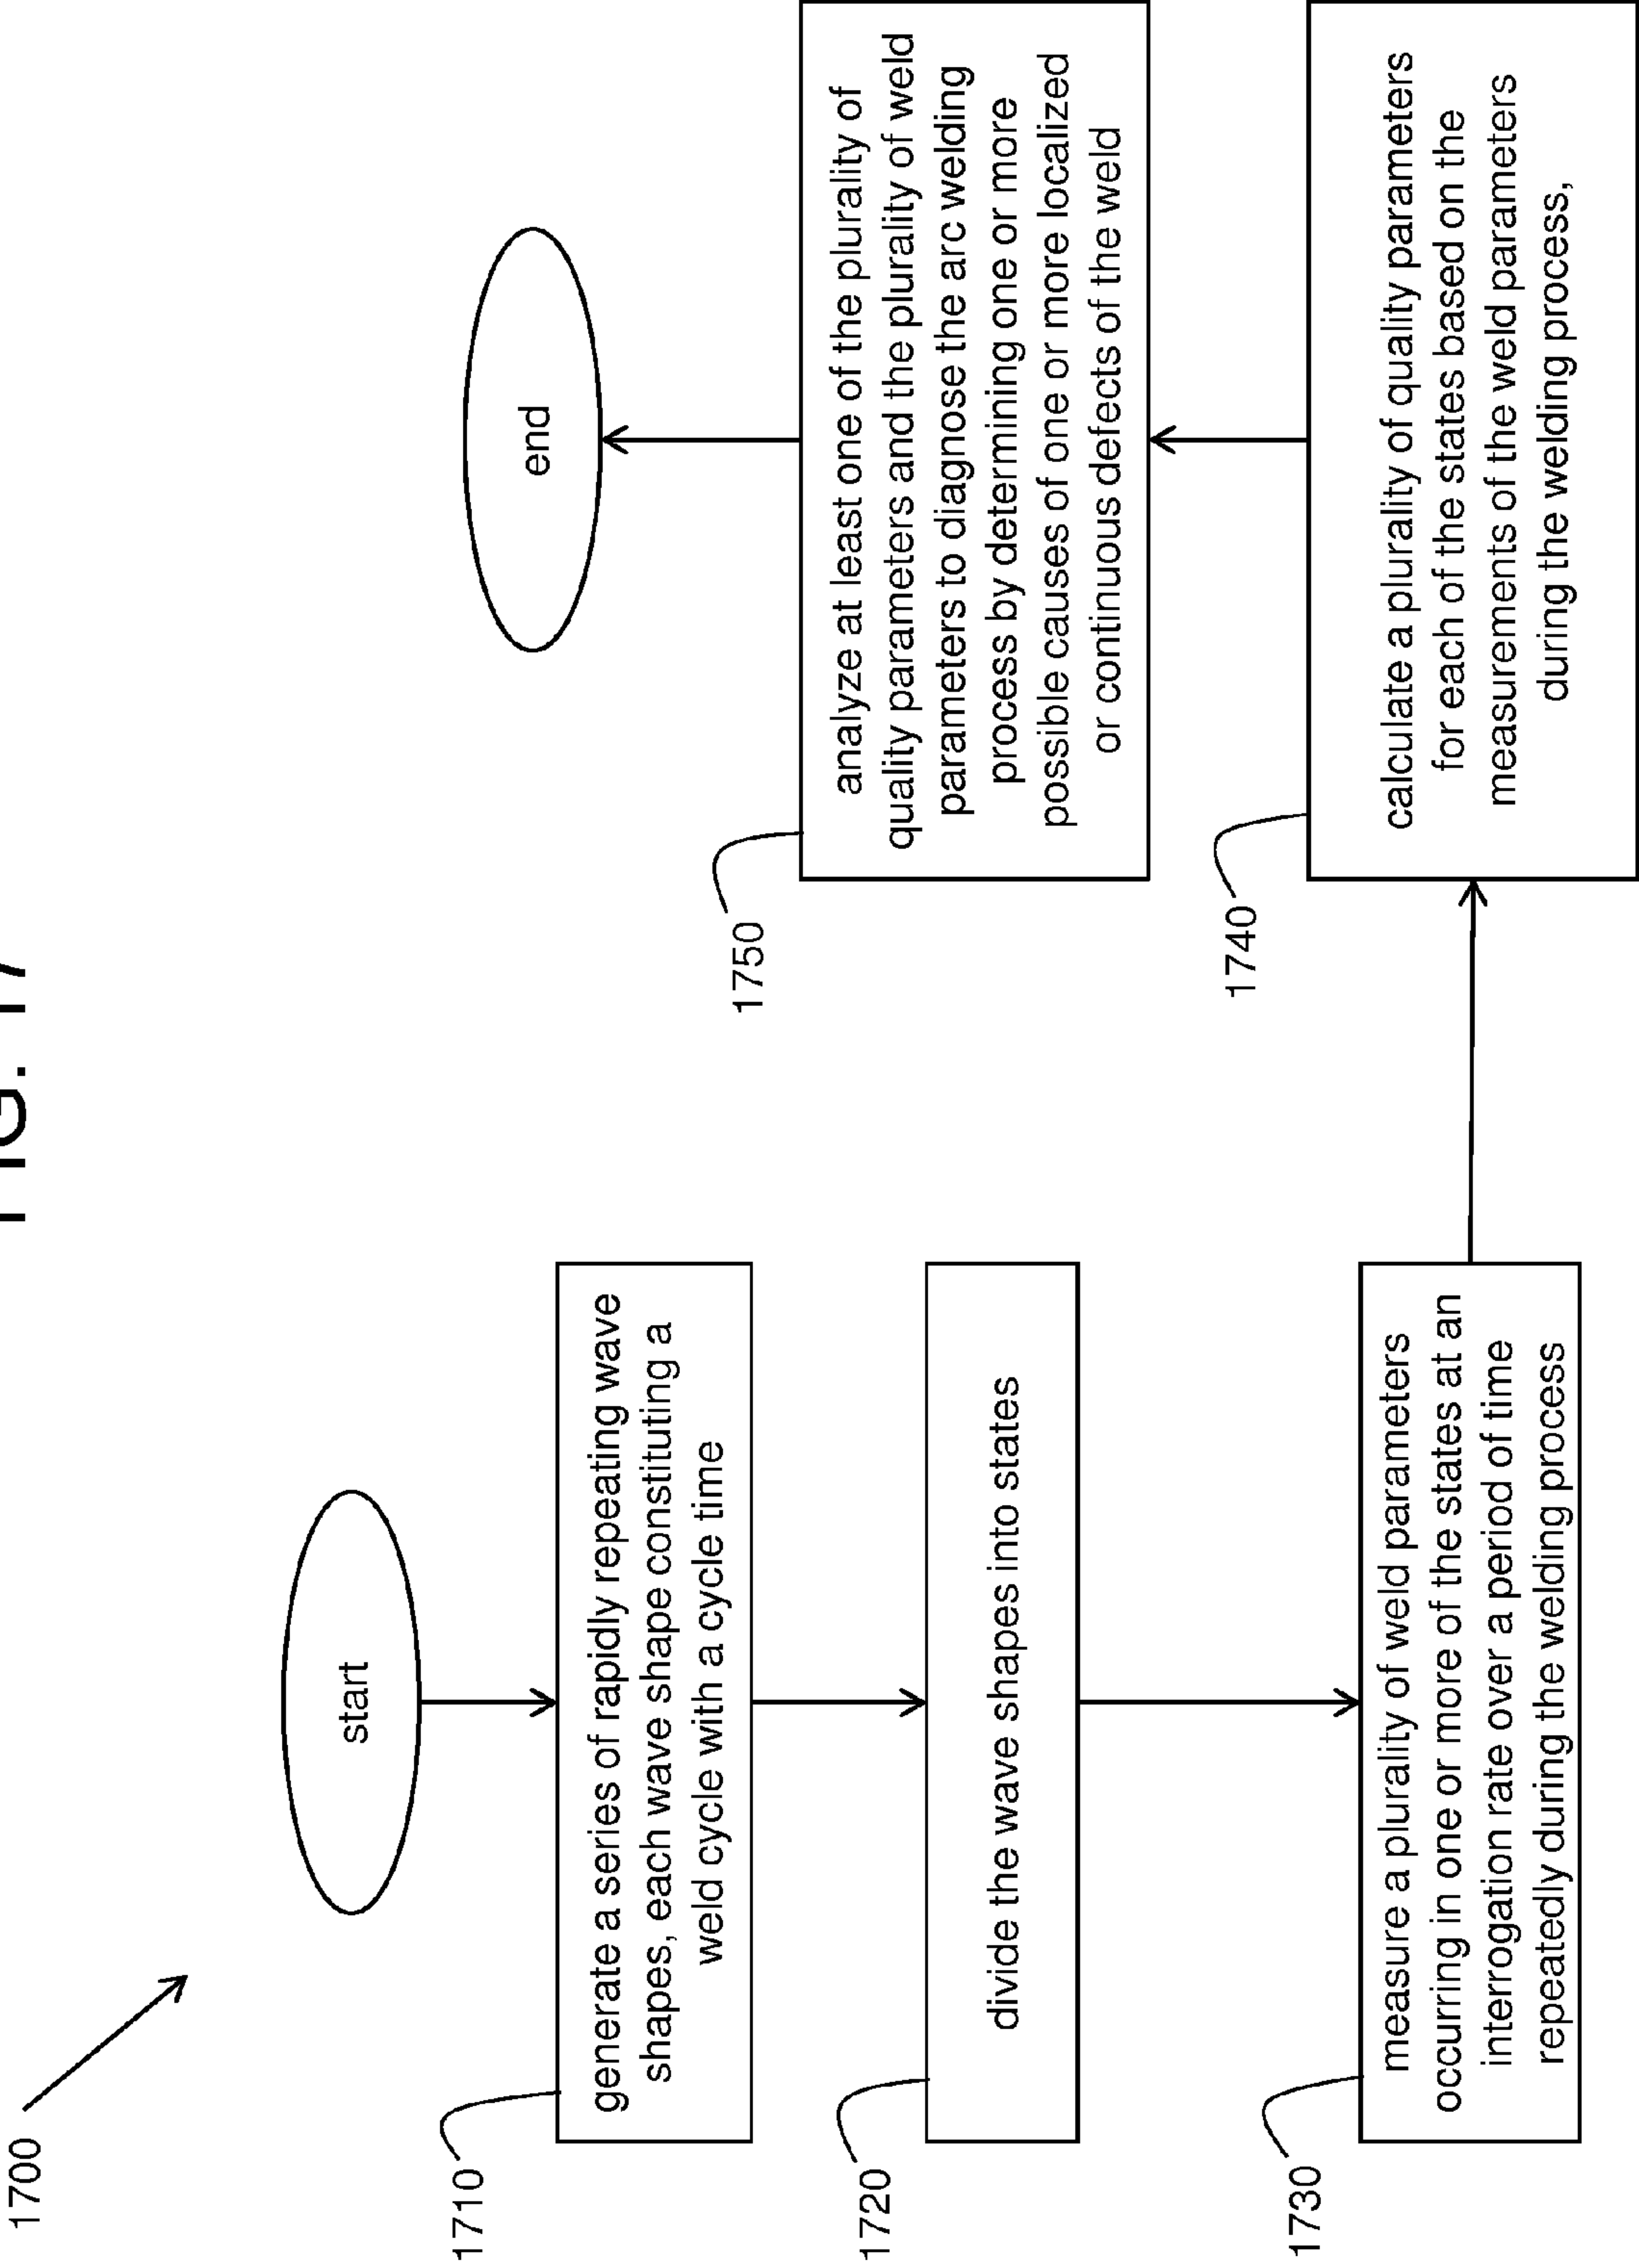 FIG. 17
1700
start
1710
generate a series of rapidly repeating wave
shapes, each wave shape constituting a
weld cycle with a cycle time
1720
divide the wave shapes into states
1730
measure a plurality of weld parameters
occurring in one or more of the states at an
interrogation rate over a period of time
repeatedly during the welding process
1740
calculate a plurality of quality parameters
for each of the states based on the
measurements of the weld parameters
during the welding process,
1750
analyze at least one of the plurality of
quality parameters and the plurality of weld
parameters to diagnose the arc welding
process by determining one or more
possible causes of one or more localized
or continuous defects of the weld
end